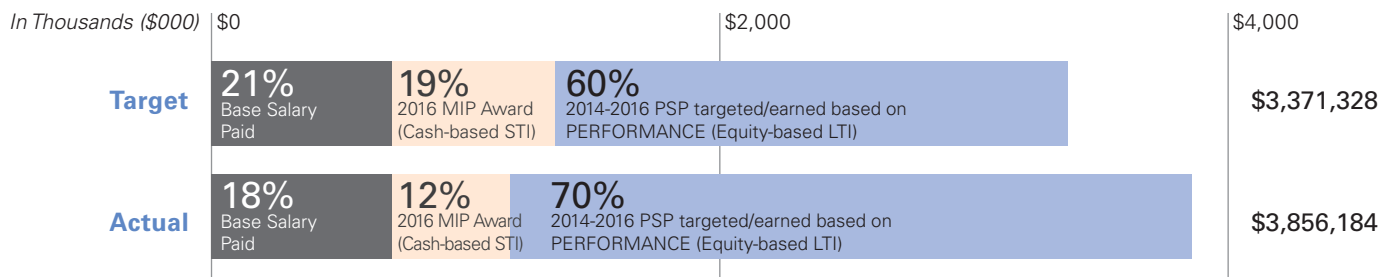 In Thousands ($000) $0 $2,000 $4,000
Target
21%
Base Salary
Paid
19%
2016 MIP Award
(Cash-based STI)
60%
2014-2016 PSP targeted/earned based on
PERFORMANCE (Equity-based LTI)
$3,371,328
Actual
18%
Base Salary
Paid
12%
2016 MIP Award
(Cash-based STI)
70%
2014-2016 PSP targeted/earned based on
PERFORMANCE (Equity-based LTI)
$3,856,184